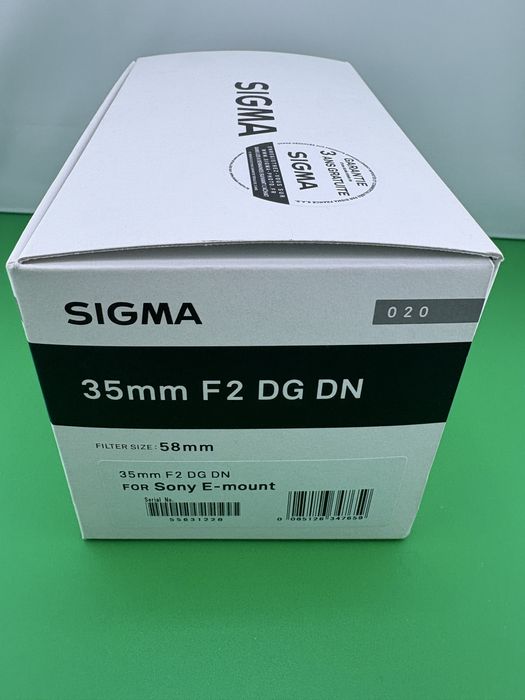 SIGMA
GARANTIE
3 ANS GRATUITE
SIGMA
SIGMA
020
35mm F2 DG DN
FILTER SIZE: 58mm
35mm F2 DG DN
FOR Sony E-mount
Serial No.
55631228
0 085126 347659